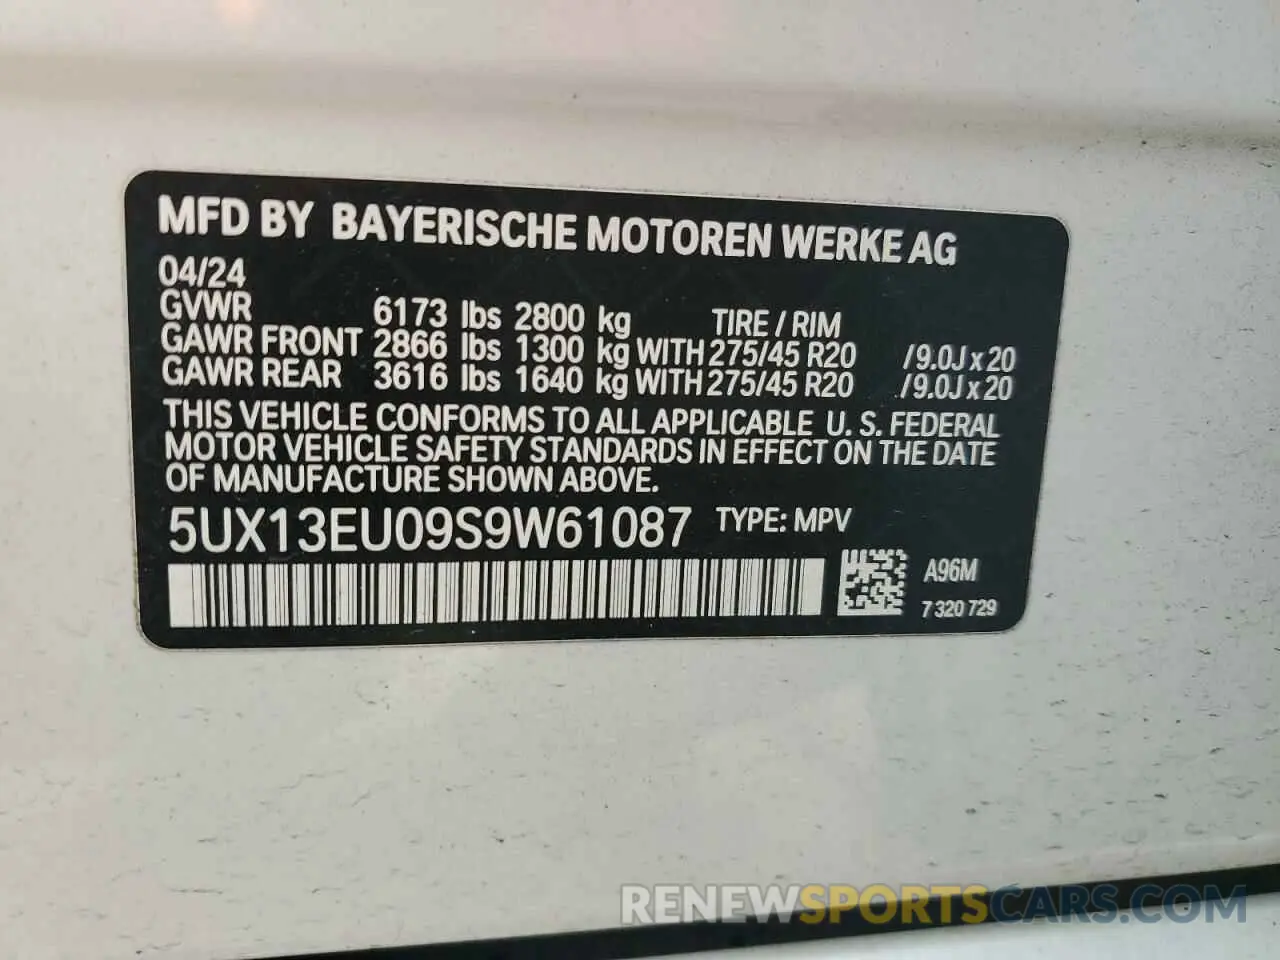 MFD BY BAYERISCHE MOTOREN WERKE AG
04/24
GVWR 6173 lbs 2800 kg TIRE / RIM
GAWR FRONT 2866 lbs 1300 kg WITH 275/45 R20 /9.0J x 20
GAWR REAR 3616 lbs 1640 kg WITH 275/45 R20 /9.0J x 20
THIS VEHICLE CONFORMS TO ALL APPLICABLE U. S. FEDERAL
MOTOR VEHICLE SAFETY STANDARDS IN EFFECT ON THE DATE
OF MANUFACTURE SHOWN ABOVE.
5UX13EU09S9W61087 TYPE: MPV
A96M
7 320 729
RENEWSPORTSCARS.COM